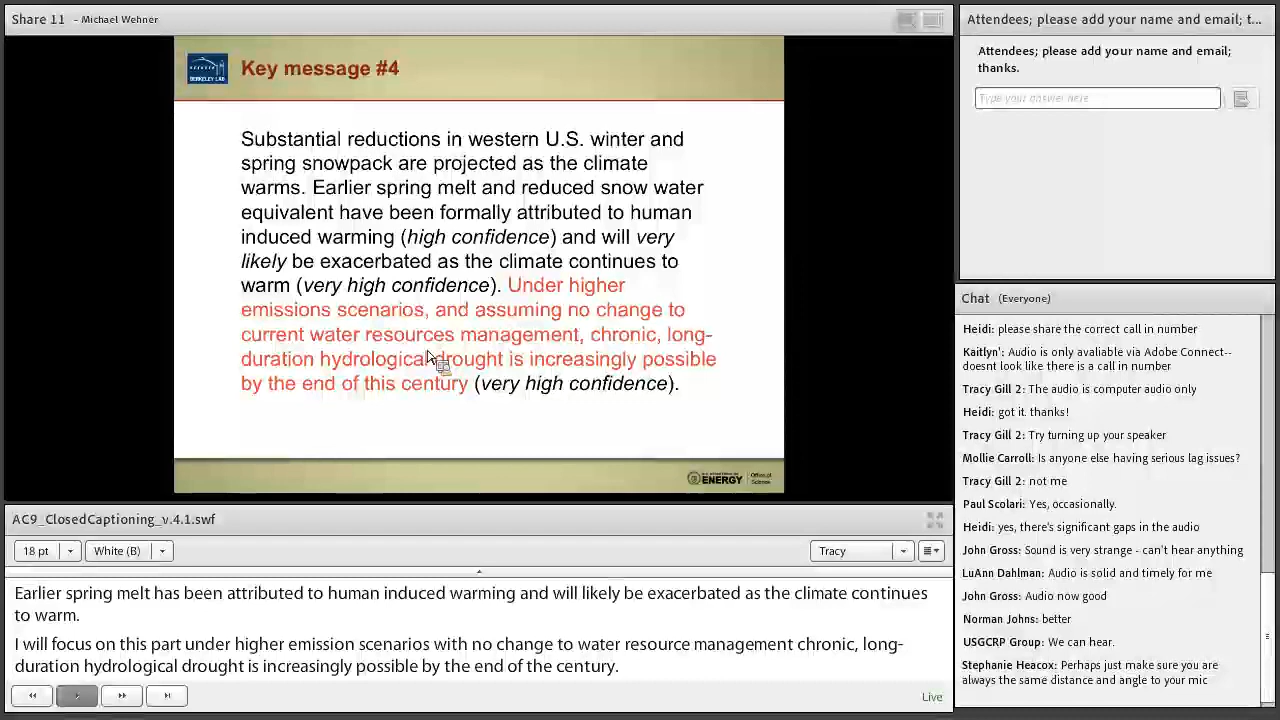 Share 11 - Michael Wehner
Key message #4
BERKELEY LAB
Substantial reductions in western U.S. winter and
spring snowpack are projected as the climate
warms. Earlier spring melt and reduced snow water
equivalent have been formally attributed to human
induced warming (high confidence) and will very
likely be exacerbated as the climate continues to
warm (very high confidence). Under higher
emissions scenarios, and assuming no change to
current water resources management, chronic, long-
duration hydrological drought is increasingly possible
by the end of this century (very high confidence).
ENERGY
Office of
Science
AC9_ClosedCaptioning_v.4.1.swf
18 pt
White (B)
Tracy
Earlier spring melt has been attributed to human induced warming and will likely be exacerbated as the climate continues
to warm.
I will focus on this part under higher emission scenarios with no change to water resource management chronic, long-
duration hydrological drought is increasingly possible by the end of the century.
Live
Attendees; please add your name and email; t...
Attendees; please add your name and email;
thanks.
Type your answer here
Chat (Everyone)
Heidi: please share the correct call in number
Kaitlyn': Audio is only avaliable via Adobe Connect--
doesnt look like there is a call in number
Tracy Gill 2: The audio is computer audio only
Heidi: got it. thanks!
Tracy Gill 2: Try turning up your speaker
Mollie Carroll: Is anyone else having serious lag issues?
Tracy Gill 2: not me
Paul Scolari: Yes, occasionally.
Heidi: yes, there's significant gaps in the audio
John Gross: Sound is very strange - can't hear anything
LuAnn Dahlman: Audio is solid and timely for me
John Gross: Audio now good
Norman Johns: better
USGCRP Group: We can hear.
Stephanie Heacox: Perhaps just make sure you are
always the same distance and angle to your mic